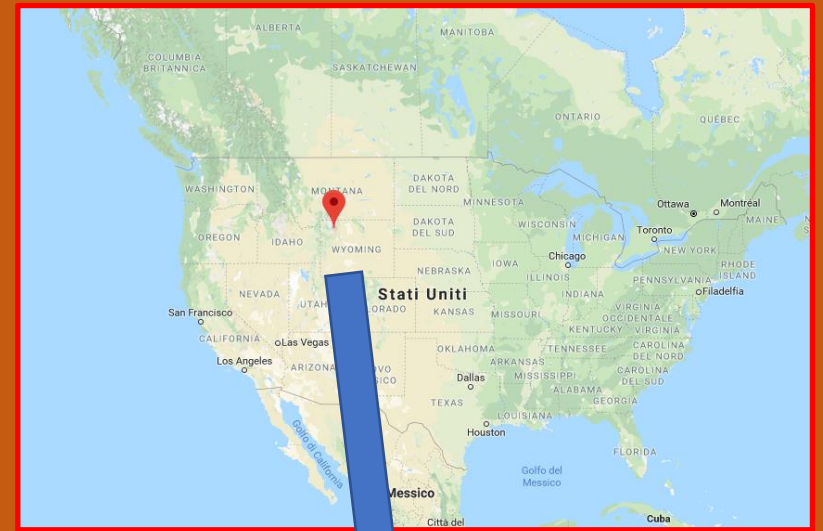 ALBERTA
MANITOBA
COLUMBIA
BRITANNICA
SASKATCHEWAN
ONTARIO
QUÉBEC
WASHINGTON
MONTANA
DAKOTA
DEL NORD
MINNESOTA
Ottawa
Montréal
MAINE
OREGON
IDAHO
WYOMING
DAKOTA
DEL SUD
WISCONSIN
MICHIGAN
Toronto
NEW YORK
Chicago
IOWA
NEBRASKA
ILLINOIS
RHODE
ISLAND
PENNSYLVANIA
Filadelfia
NEVADA
UTAH
Stati Uniti
INDIANA
San Francisco
KANSAS
MISSOURI
VIRGINIA
OCCIDENTALE
KENTUCKY
VIRGINIA
CALIFORNIA
Las Vegas
OKLAHOMA
TENNESSEE
CAROLINA
DEL NORD
Los Angeles
ARIZONA
ARKANSAS
Dallas
MISSISSIPPI
CAROLINA
DEL SUD
ALABAMA
GEORGIA
TEXAS
LOUISIANA
Houston
Golfo di California
FLORIDA
Golfo del
Messico
Messico
Città del
Cuba